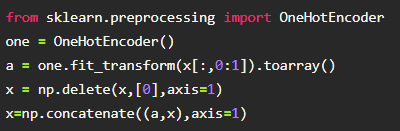 from sklearn.preprocessing import OneHotEncoder
one = OneHotEncoder()
a = one.fit_transform(x[:,0:1]).toarray()
x = np.delete(x,[0],axis=1)
x=np.concatenate((a,x),axis=1)